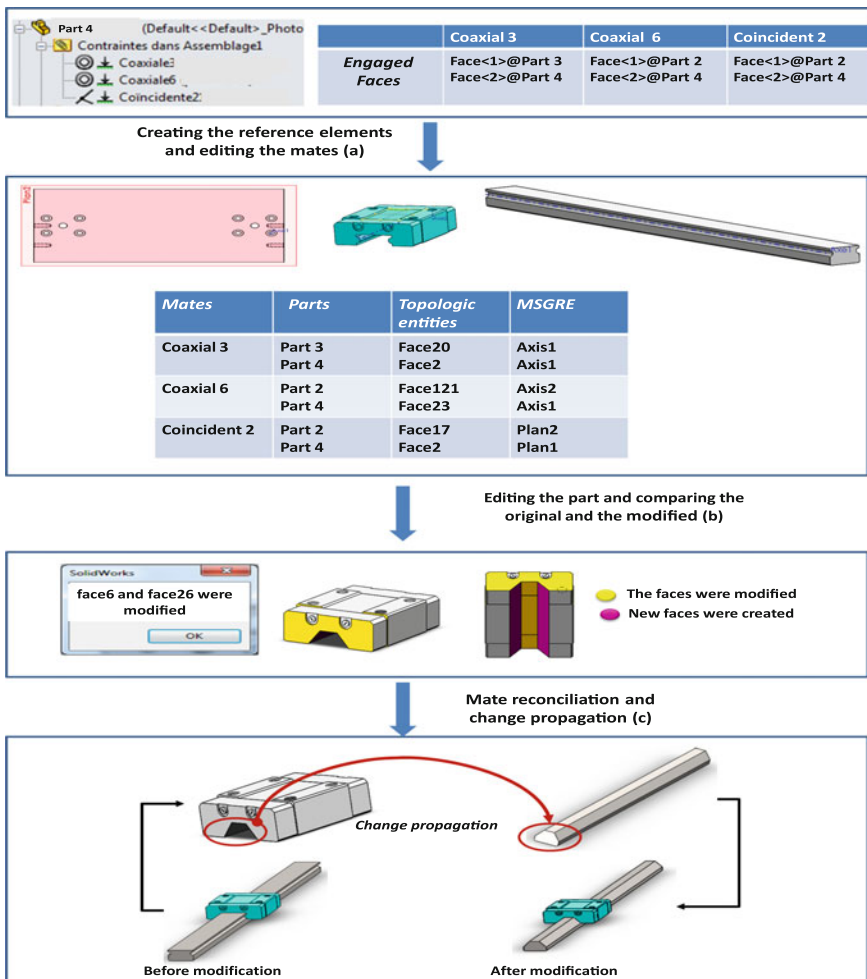 Part 4 (Default<<Default>_Photo
Contraintes dans Assemblage1
Coaxiale3
Coaxiale6
Coïncidente2
Coaxial 3 Coaxial 6 Coincident 2
Engaged Faces
Face<1>@Part 3 Face<1>@Part 2 Face<1>@Part 2
Face<2>@Part 4 Face<2>@Part 4 Face<2>@Part 4
Creating the reference elements
and editing the mates (a)
Plan2
Mates Parts Topologic entities MSGRE
Coaxial 3 Part 3 Face20 Axis1
Part 4 Face2 Axis1
Coaxial 6 Part 2 Face121 Axis2
Part 4 Face23 Axis1
Coincident 2 Part 2 Face17 Plan2
Part 4 Face2 Plan1
Editing the part and comparing the
original and the modified (b)
SolidWorks
face6 and face26 were
modified
OK
The faces were modified
New faces were created
Mate reconciliation and
change propagation (c)
Change propagation
Before modification
After modification